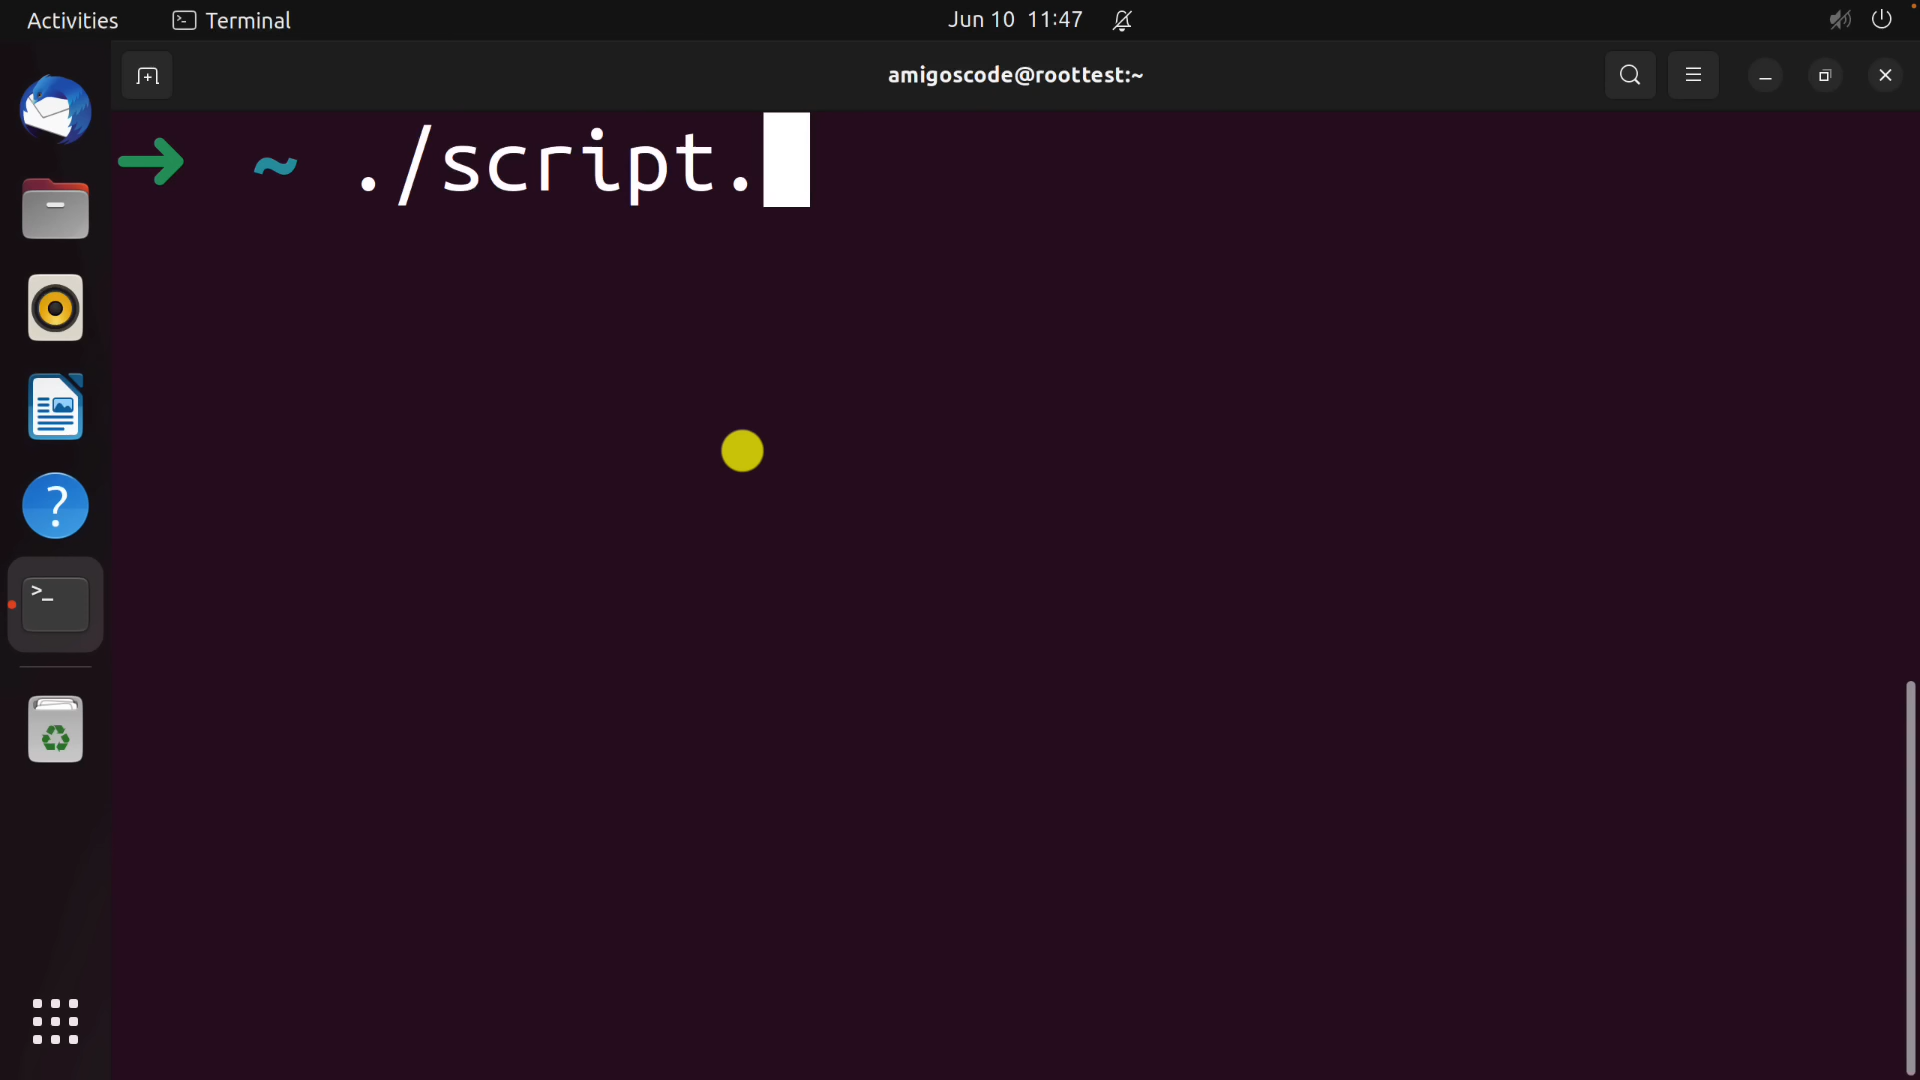 Activities Terminal Jun 10 11:47
amigoscode@roottest:~
→ ~ ./script.